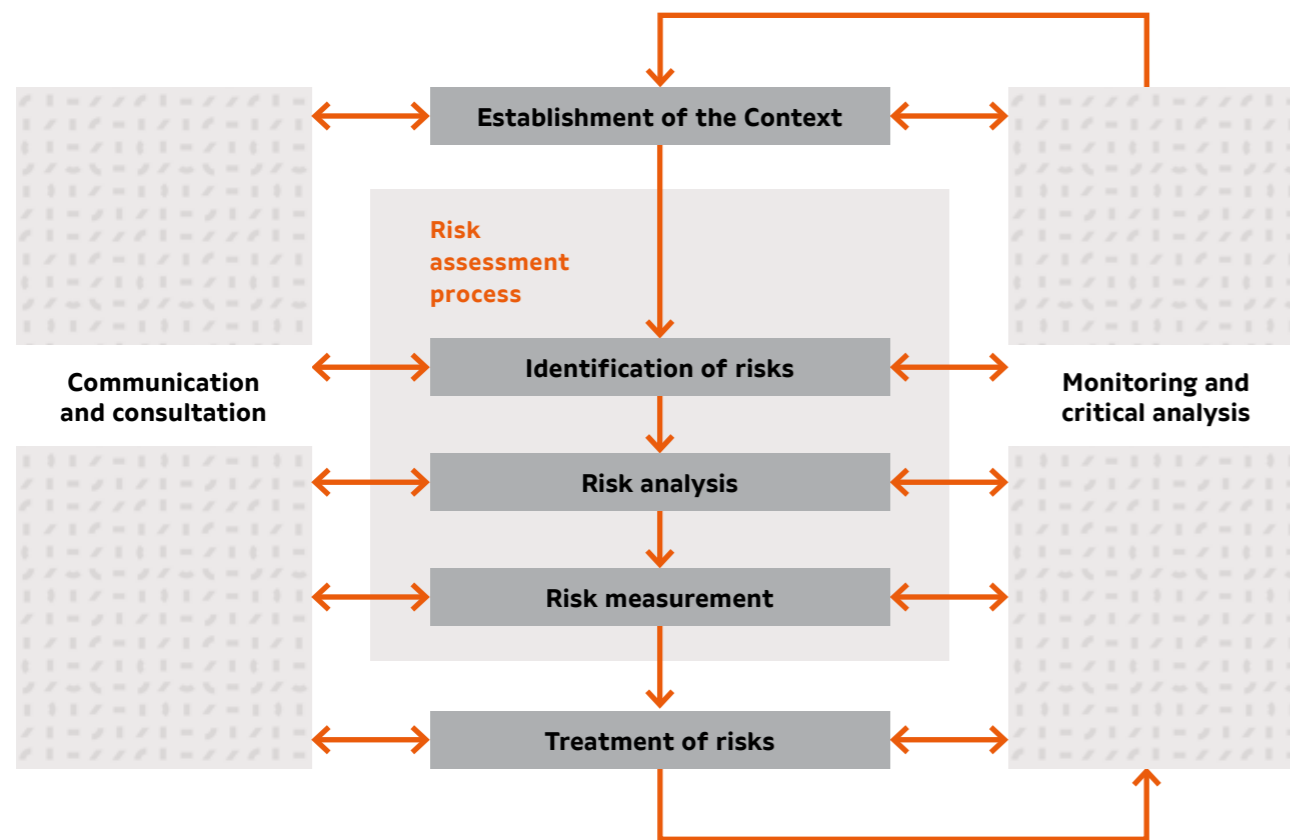 Establishment of the Context
Risk
assessment
process
Identification of risks
Communication
and consultation
Monitoring and
critical analysis
Risk analysis
Risk measurement
Treatment of risks